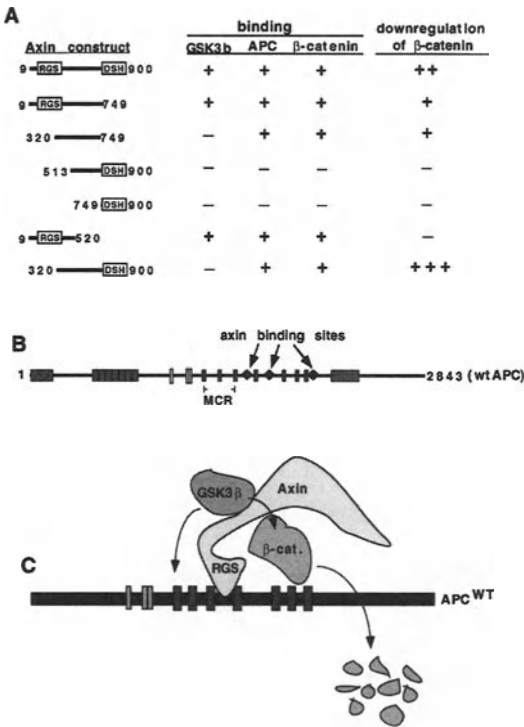 A
binding
downregulation
Axin construct
GSK3b APC β-catenin of β-catenin
9 RGS DSH 900 + + + ++
9 RGS 749 + + + +
320 749 – + + +
513 DSH 900 – – – –
749 DSH 900 – – – –
9 RGS 520 + + + –
320 DSH 900 – + + +++
axin binding sites
B
1 2843 (wtAPC)
MCR
GSK3β
Axin
β-cat.
C
RGS
APC WT